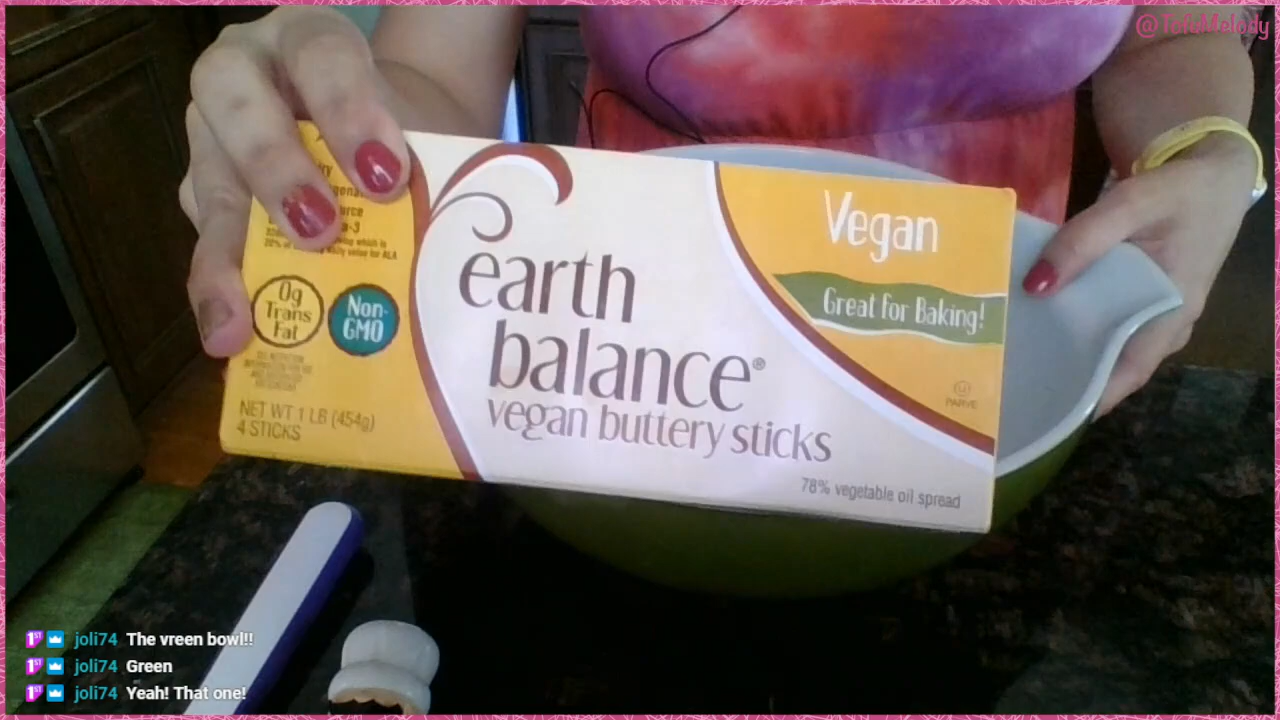 @TofuMelody
Vegan
Great for Baking!
PARVE
earth
balance®
vegan buttery sticks
78% vegetable oil spread
0g
Trans
Fat
Non-
GMO
NET WT 1 LB (454g)
4 STICKS
joli74 The vreen bowl!!
joli74 Green
joli74 Yeah! That one!